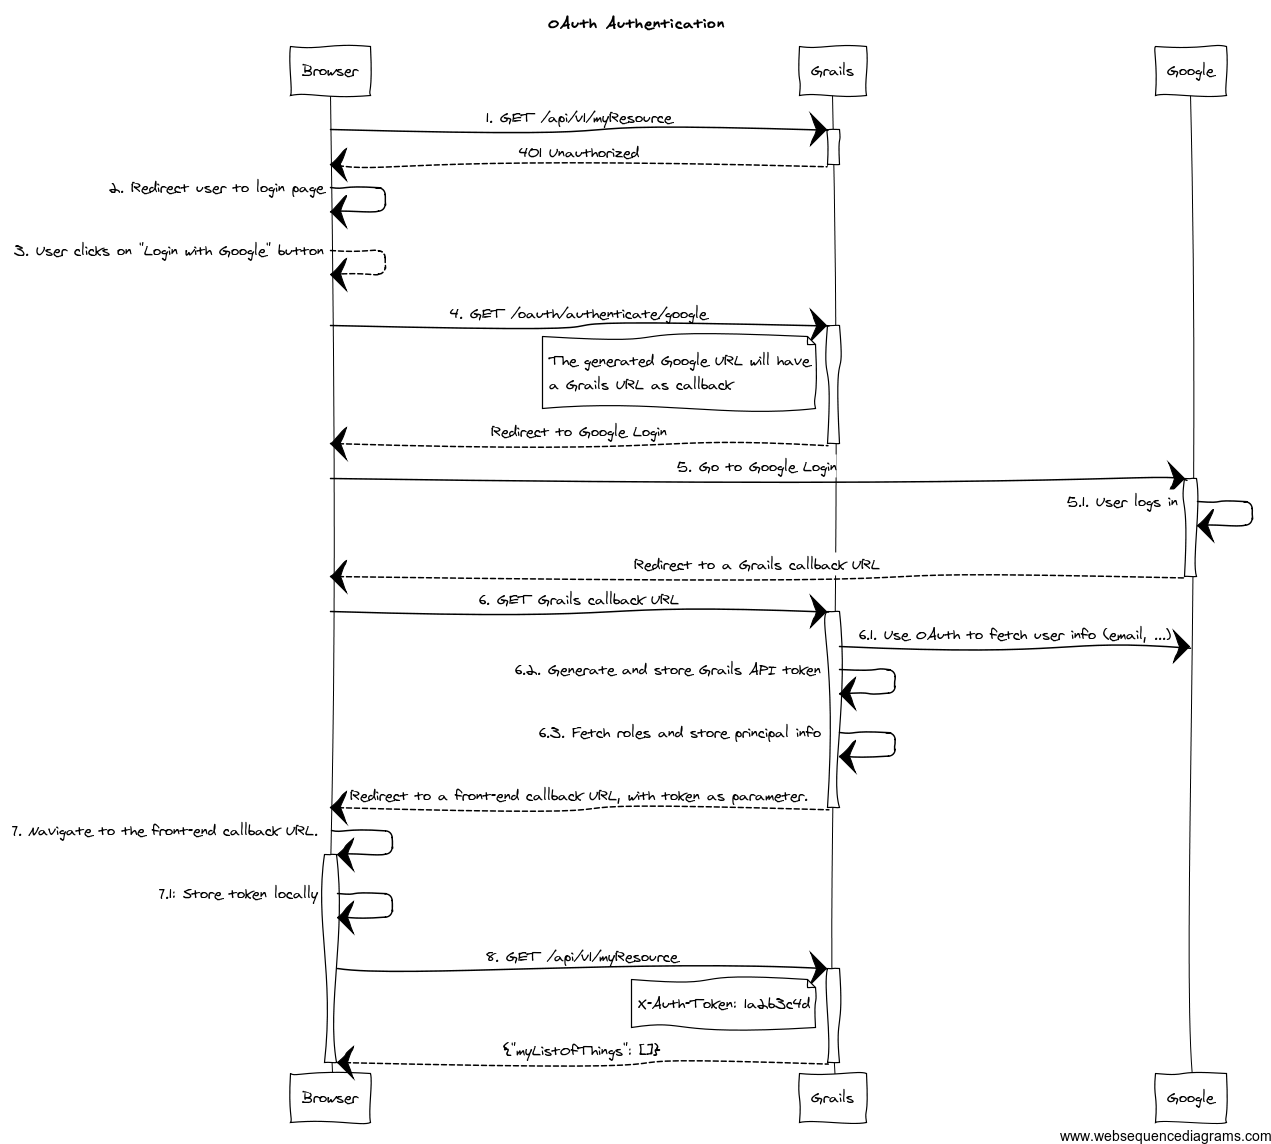 OAuth Authentication
Browser
Grails
Google
1. GET /api/v1/myResource
401 Unauthorized
2. Redirect user to login page
3. User clicks on "Login with Google" button
4. GET /oauth/authenticate/google
The generated Google URL will have
a Grails URL as callback
Redirect to Google Login
5. Go to Google Login
5.1. User logs in
Redirect to a Grails callback URL
6. GET Grails callback URL
6.1. Use OAuth to fetch user info (email, ...)
6.2. Generate and store Grails API token
6.3. Fetch roles and store principal info
Redirect to a front-end callback URL, with token as parameter.
7. Navigate to the front-end callback URL.
7.1: Store token locally
8. GET /api/v1/myResource
X-Auth-Token: 1a2b3c4d
{"myListOfThings": []}
Browser
Grails
Google
www.websequencediagrams.com